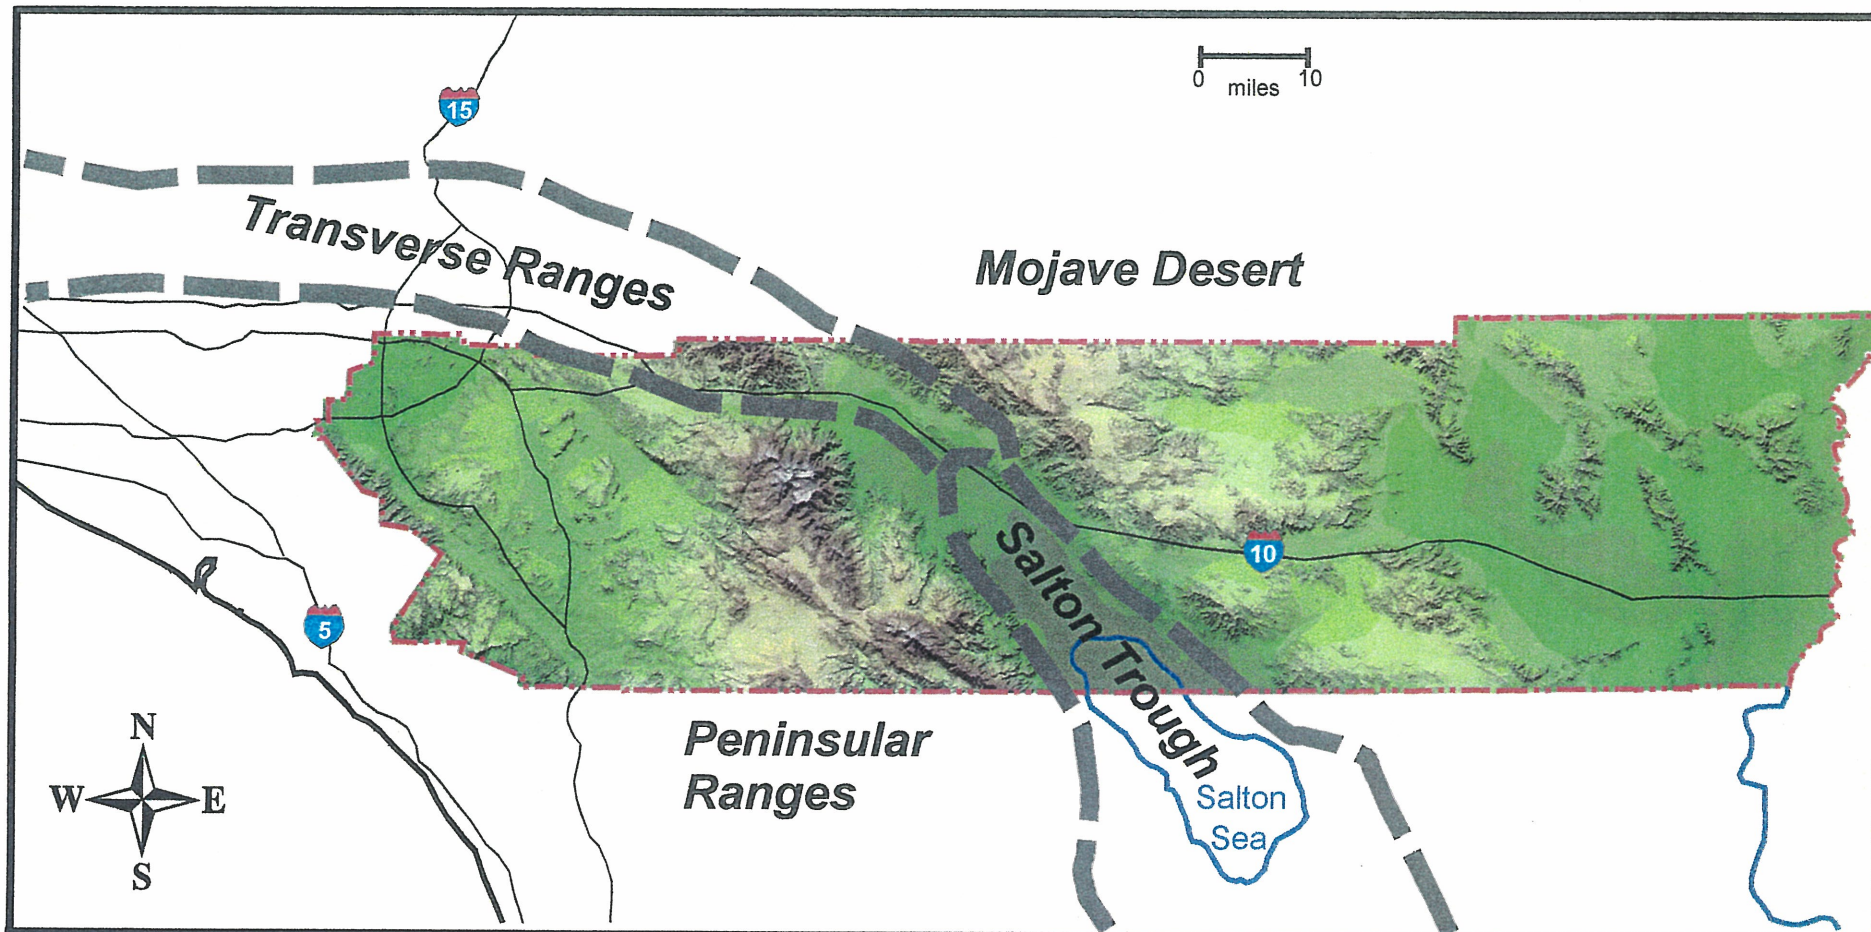 0 10
miles
15
Transverse Ranges
Mojave Desert
10
Salton Trough
5
Peninsular
Ranges
Salton
Sea
N
W E
S